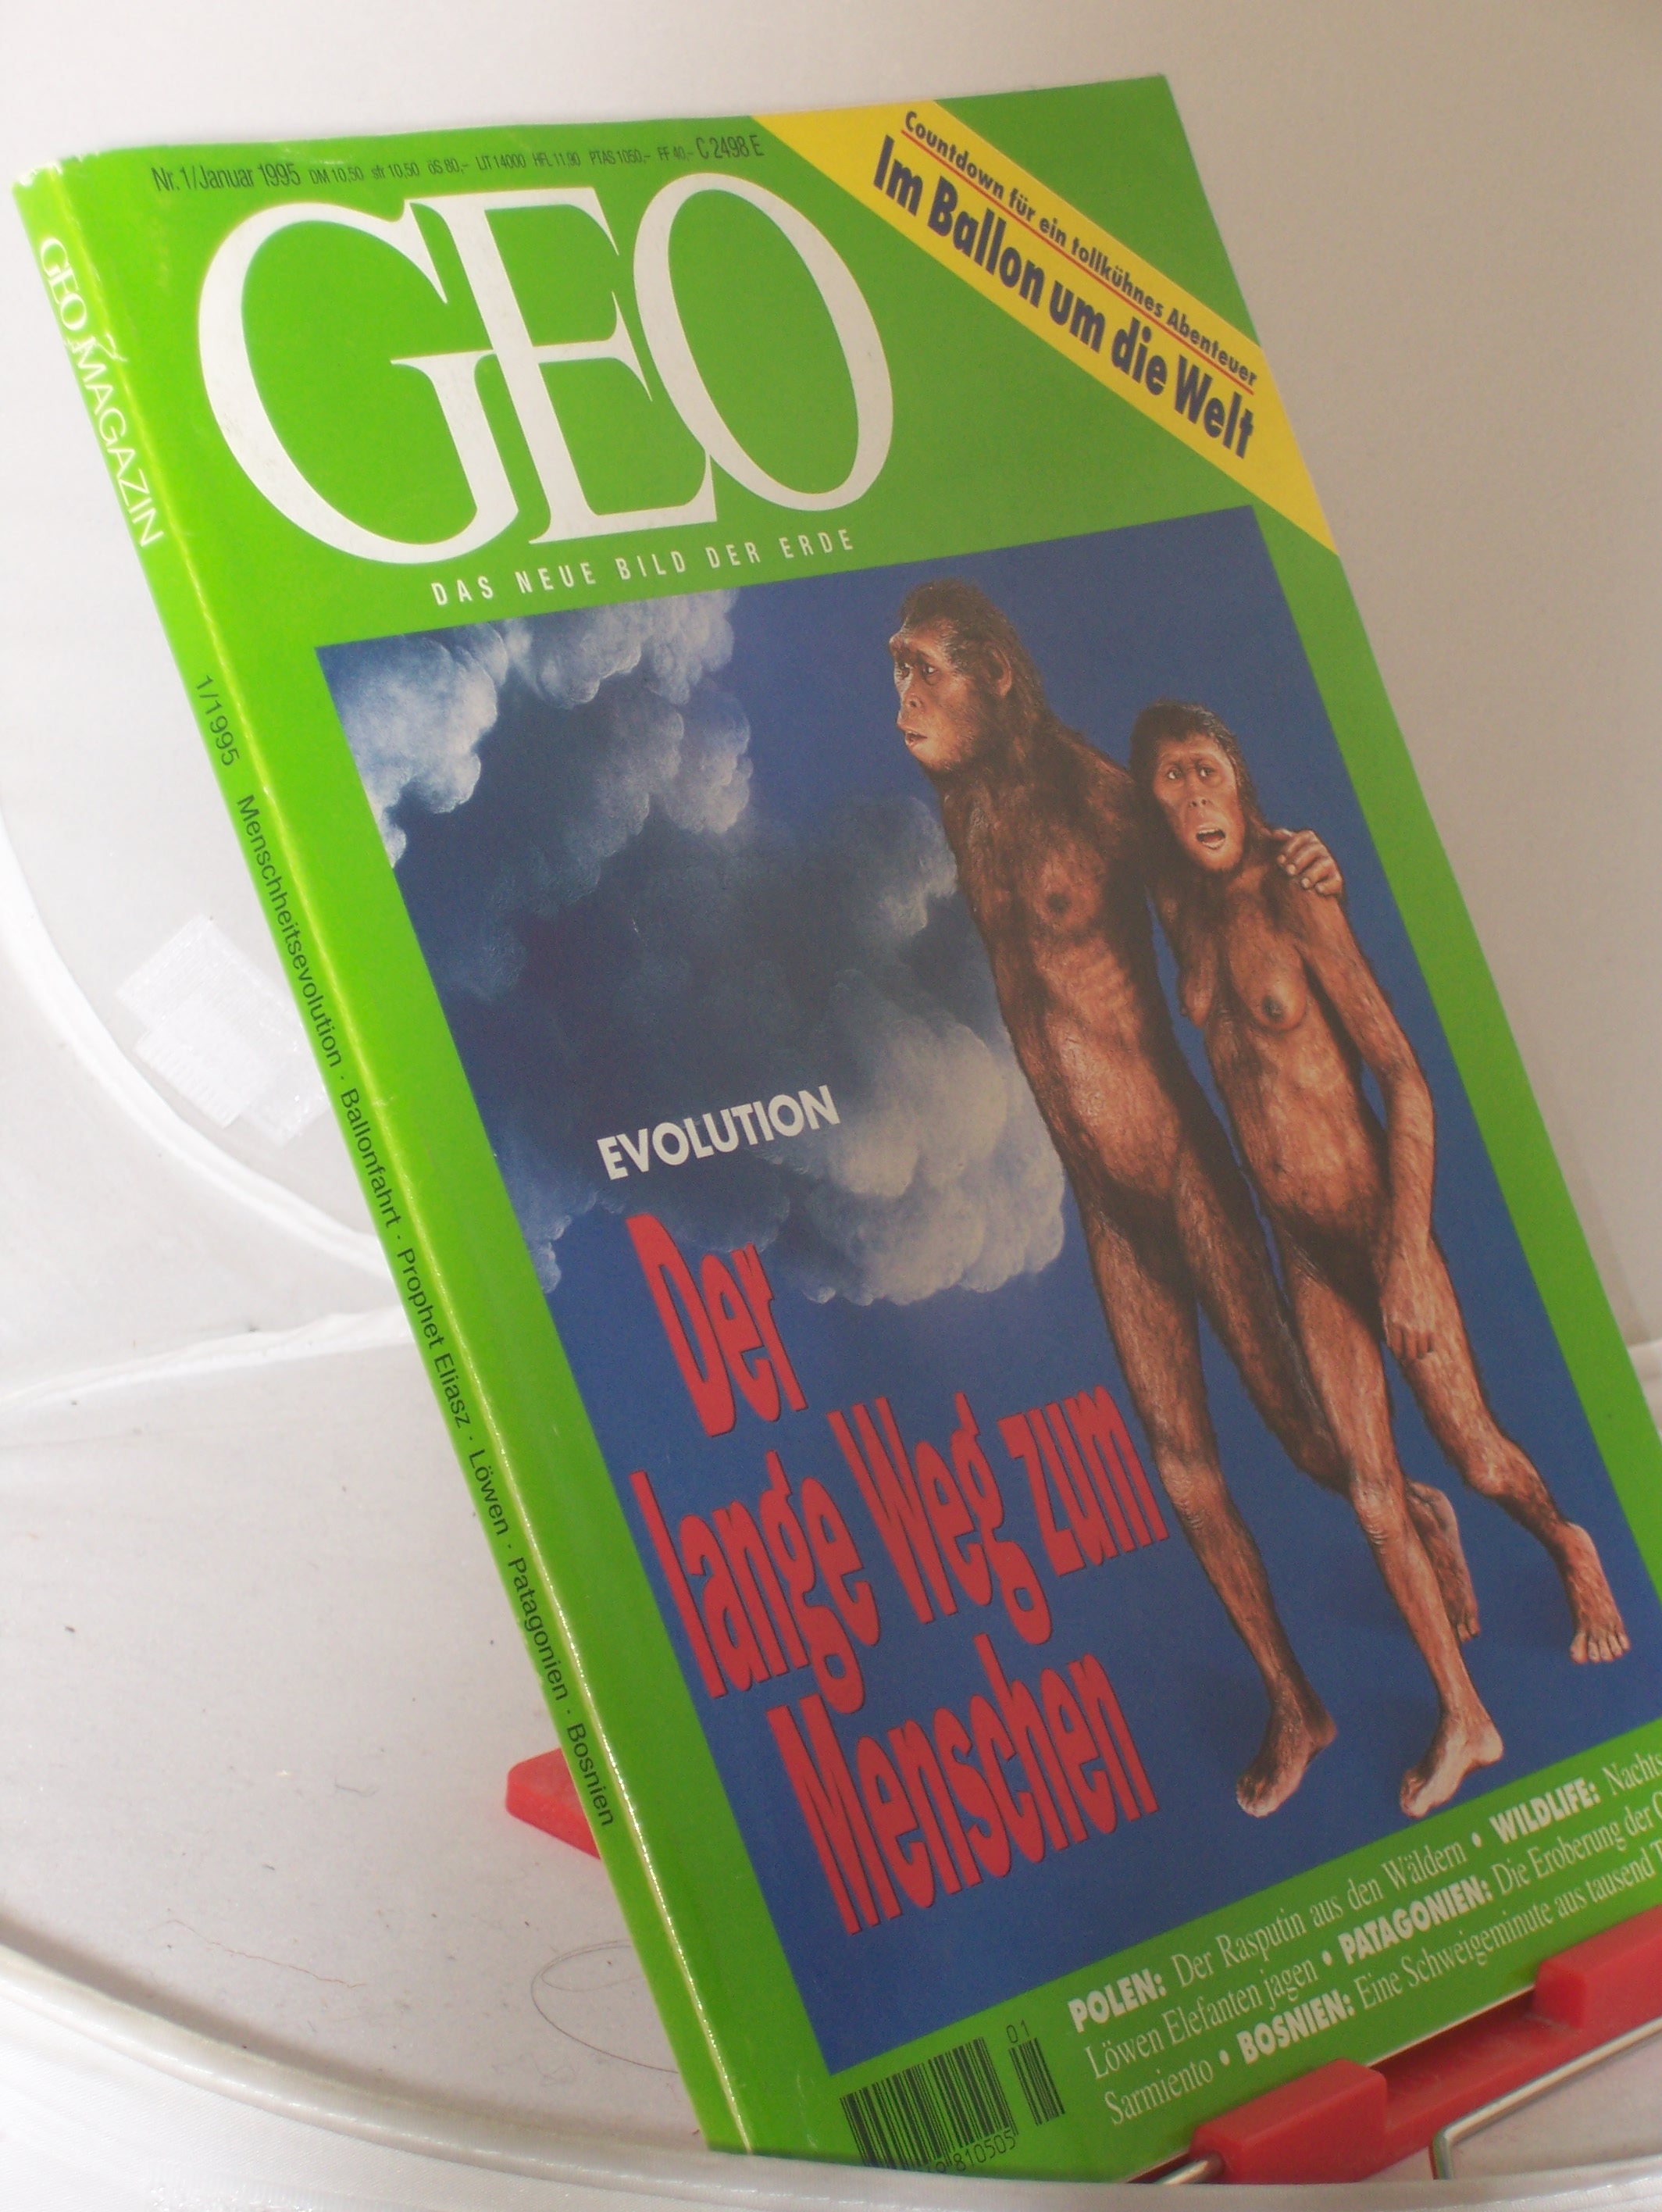 Nr. 1/Januar 1995 DM 10,50 sfr 10,50 öS 80,- LIT 14000 HFL 11,90 PTAS 1050,- FF 40,- C 2498 E
Countdown für ein tollkühnes Abenteuer
Im Ballon um die Welt
GEO
DAS NEUE BILD DER ERDE
EVOLUTION
Der
lange Weg zum
Menschen
POLEN: Der Rasputin aus den Wäldern • WILDLIFE: Nachts
Löwen Elefanten jagen • PATAGONIEN: Die Eroberung der
Sarmiento • BOSNIEN: Eine Schweigeminute aus tausend
01
810505
GEO MAGAZIN 1/1995 Menschheitsevolution · Ballonfahrt · Prophet Eliasz · Löwen · Patagonien · Bosnien